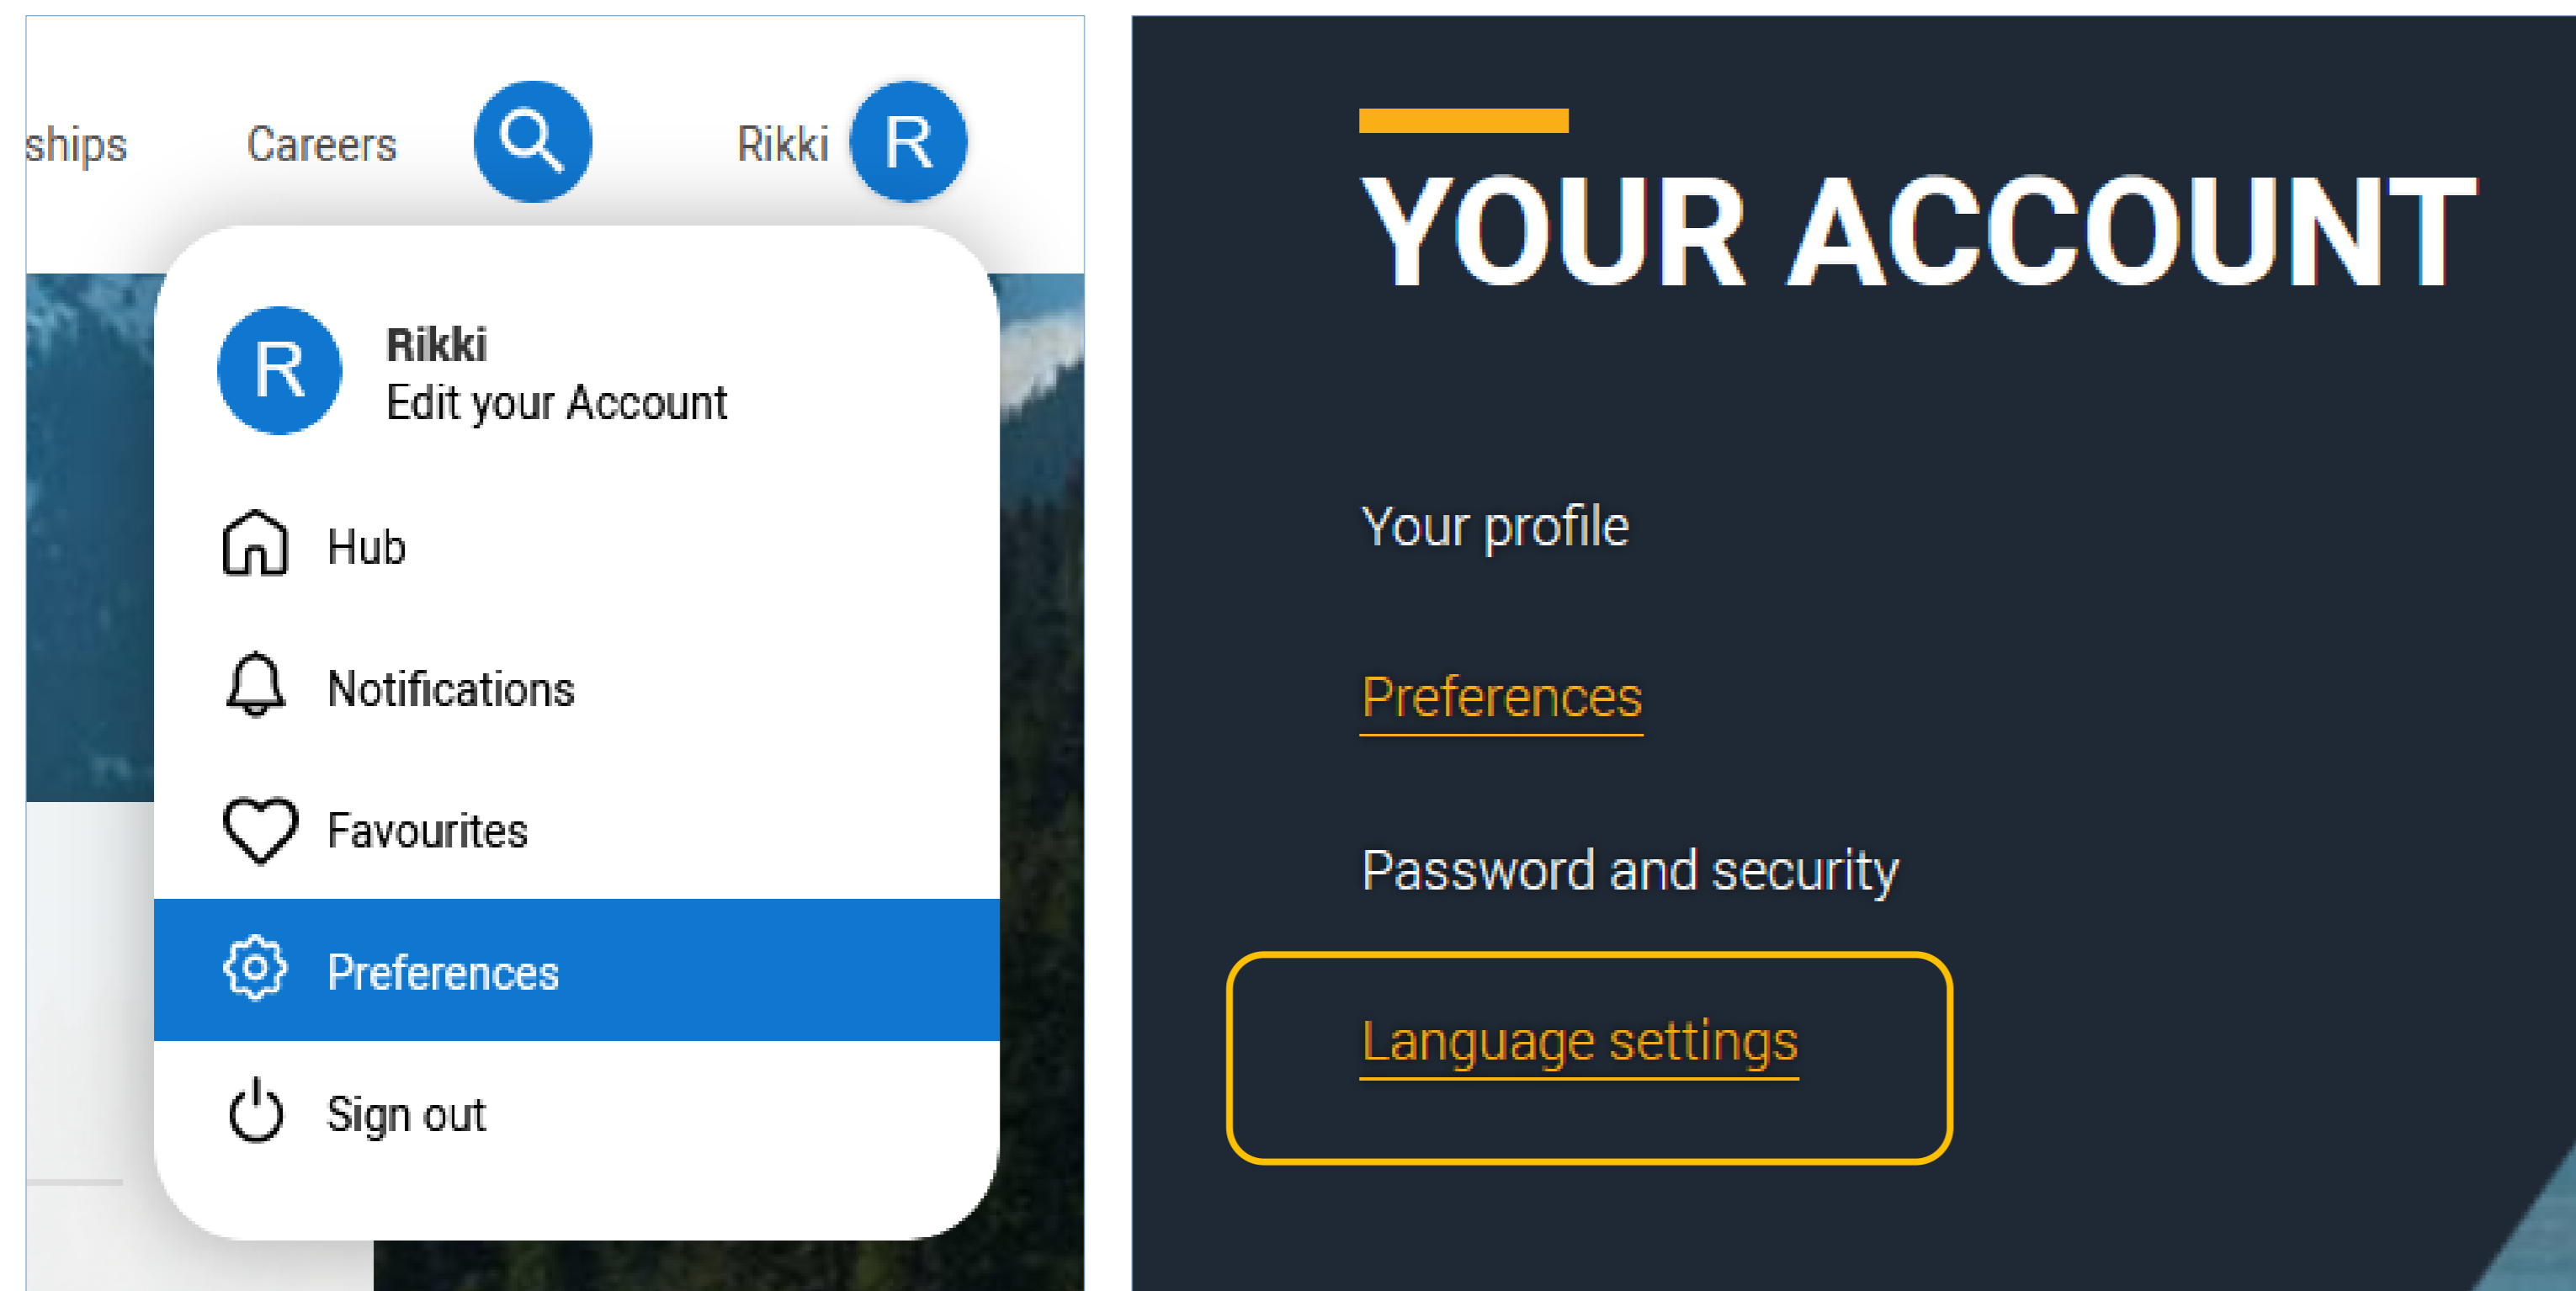 ships Careers Rikki R
R Rikki
Edit your Account
Hub
Notifications
Favourites
Preferences
Sign out
YOUR ACCOUNT
Your profile
Preferences
Password and security
Language settings